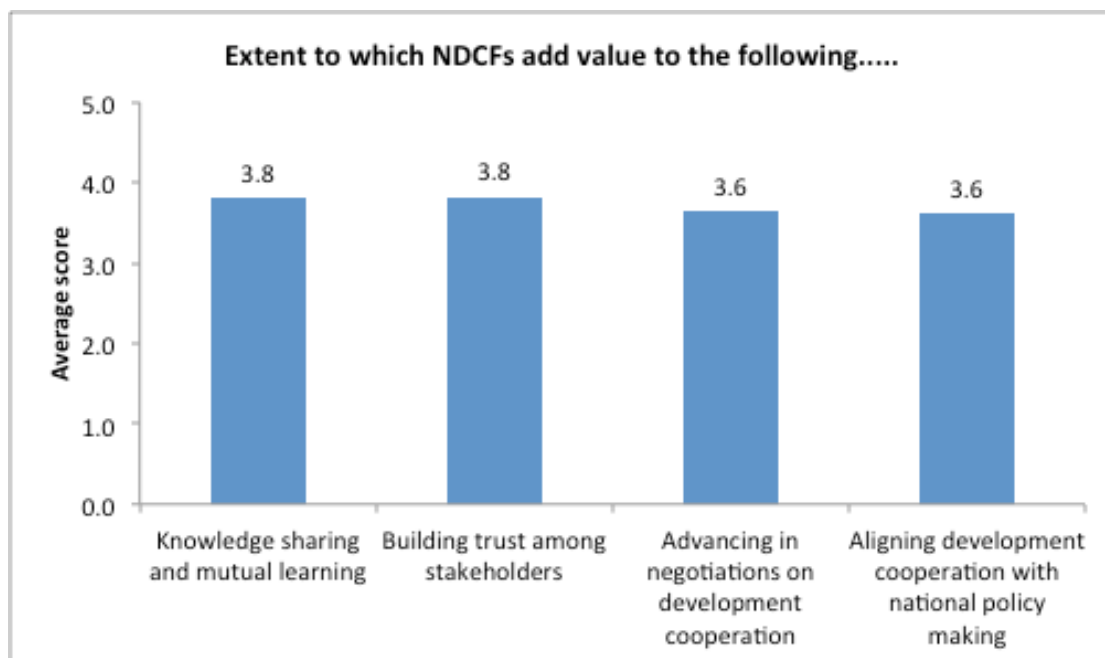 Extent to which NDCFs add value to the following.....
Average score
5.0
4.0
3.0
2.0
1.0
0.0
3.8
3.8
3.6
3.6
Knowledge sharing
and mutual learning
Building trust among
stakeholders
Advancing in
negotiations on
development
cooperation
Aligning development
cooperation with
national policy
making